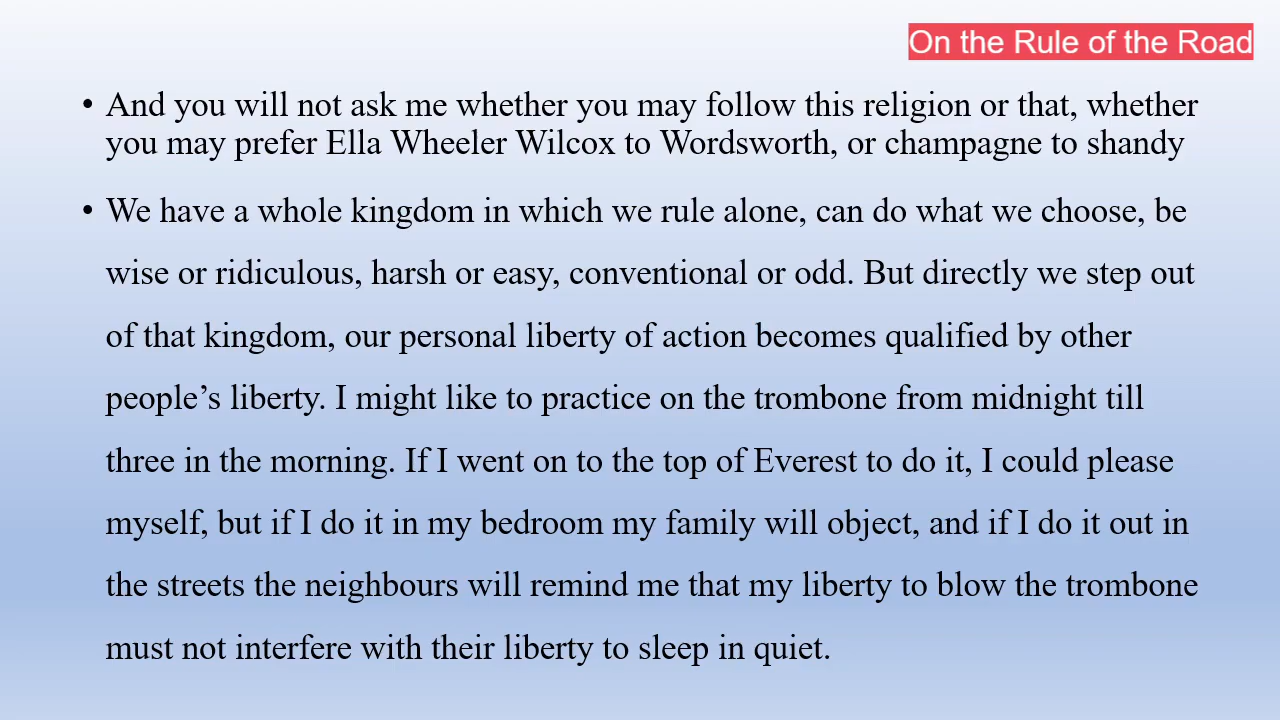 On the Rule of the Road
• And you will not ask me whether you may follow this religion or that, whether
you may prefer Ella Wheeler Wilcox to Wordsworth, or champagne to shandy
• We have a whole kingdom in which we rule alone, can do what we choose, be
wise or ridiculous, harsh or easy, conventional or odd. But directly we step out
of that kingdom, our personal liberty of action becomes qualified by other
people’s liberty. I might like to practice on the trombone from midnight till
three in the morning. If I went on to the top of Everest to do it, I could please
myself, but if I do it in my bedroom my family will object, and if I do it out in
the streets the neighbours will remind me that my liberty to blow the trombone
must not interfere with their liberty to sleep in quiet.